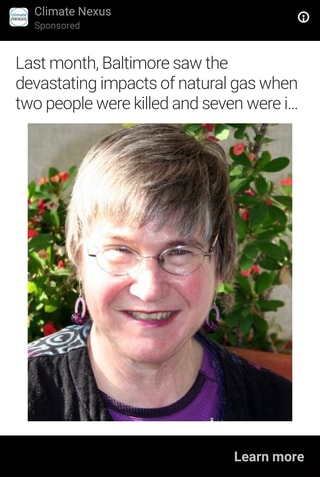 Climate Nexus
Sponsored
Last month, Baltimore saw the
devastating impacts of natural gas when
two people were killed and seven were i...
Learn more